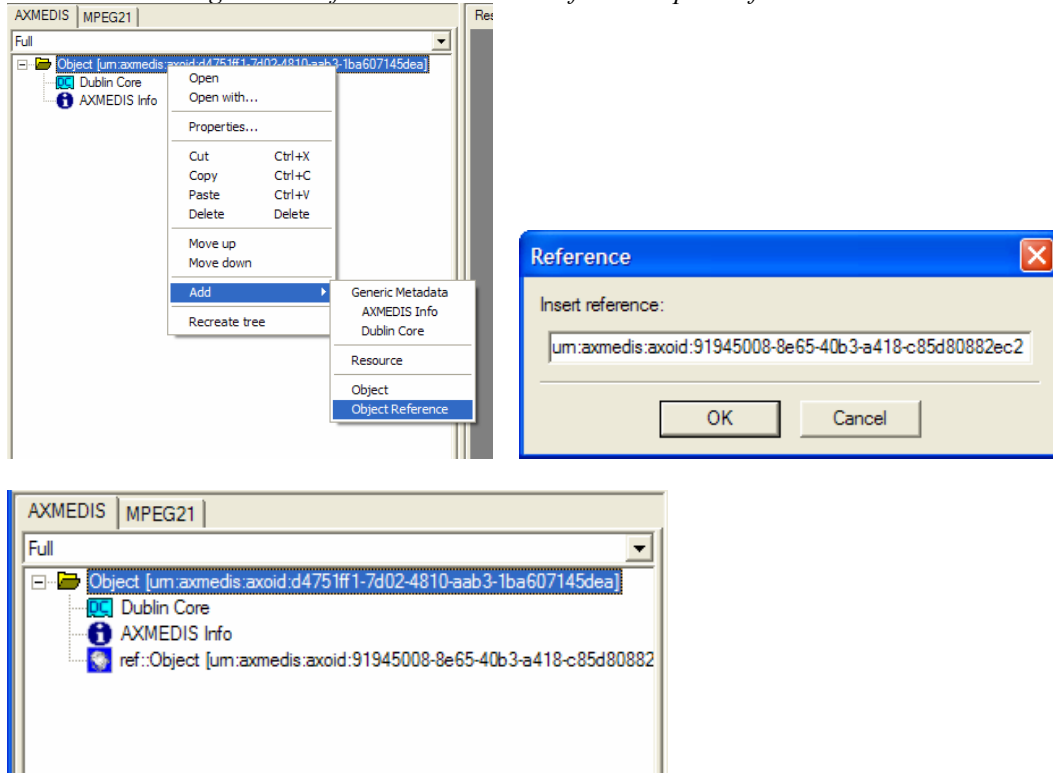 AXMEDIS MPEG21
Full
Object [urn:axmedis:axoid:d4751ff1-7d02-4810-aab3-1ba607145dea]
Dublin Core
AXMEDIS Info
Open
Open with...
Properties...
Cut Ctrl+X
Copy Ctrl+C
Paste Ctrl+V
Delete Delete
Move up
Move down
Add
Recreate tree
Generic Metadata
AXMEDIS Info
Dublin Core
Resource
Object
Object Reference
Reference
Insert reference:
urn:axmedis:axoid:91945008-8e65-40b3-a418-c85d80882ec2
OK Cancel
AXMEDIS MPEG21
Full
Object [urn:axmedis:axoid:d4751ff1-7d02-4810-aab3-1ba607145dea]
Dublin Core
AXMEDIS Info
ref::Object [urn:axmedis:axoid:91945008-8e65-40b3-a418-c85d80882